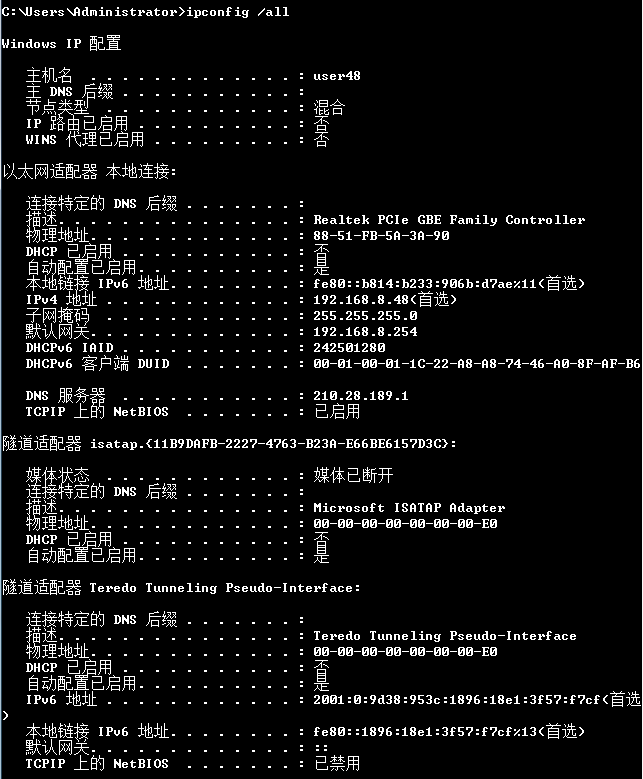 C:\Users\Administrator>ipconfig /all
Windows IP 配置
主机名 . . . . . . . . . . . . . : user48
主 DNS 后缀 . . . . . . . . . . . :
节点类型 . . . . . . . . . . . . : 混合
IP 路由已启用 . . . . . . . . . . : 否
WINS 代理已启用 . . . . . . . . . : 否
以太网适配器 本地连接:
连接特定的 DNS 后缀 . . . . . . . :
描述. . . . . . . . . . . . . . . : Realtek PCIe GBE Family Controller
物理地址. . . . . . . . . . . . . : 88-51-FB-5A-3A-90
DHCP 已启用 . . . . . . . . . . . : 否
自动配置已启用. . . . . . . . . . : 是
本地链接 IPv6 地址. . . . . . . . : fe80::b814:b233:906b:d7ae%11(首选)
IPv4 地址 . . . . . . . . . . . . : 192.168.8.48(首选)
子网掩码 . . . . . . . . . . . . : 255.255.255.0
默认网关. . . . . . . . . . . . . : 192.168.8.254
DHCPv6 IAID . . . . . . . . . . . : 242501280
DHCPv6 客户端 DUID . . . . . . . : 00-01-00-01-1C-22-A8-A8-74-46-A0-8F-AF-B6
DNS 服务器 . . . . . . . . . . . : 210.28.189.1
TCPIP 上的 NetBIOS . . . . . . . : 已启用
隧道适配器 isatap.{11B9DAFB-2227-4763-B23A-E66BE6157D3C}:
媒体状态 . . . . . . . . . . . . : 媒体已断开
连接特定的 DNS 后缀 . . . . . . . :
描述. . . . . . . . . . . . . . . : Microsoft ISATAP Adapter
物理地址. . . . . . . . . . . . . : 00-00-00-00-00-00-00-E0
DHCP 已启用 . . . . . . . . . . . : 否
自动配置已启用. . . . . . . . . . : 是
隧道适配器 Teredo Tunneling Pseudo-Interface:
连接特定的 DNS 后缀 . . . . . . . :
描述. . . . . . . . . . . . . . . : Teredo Tunneling Pseudo-Interface
物理地址. . . . . . . . . . . . . : 00-00-00-00-00-00-00-E0
DHCP 已启用 . . . . . . . . . . . : 否
自动配置已启用. . . . . . . . . . : 是
IPv6 地址 . . . . . . . . . . . . : 2001:0:9d38:953c:1896:18e1:3f57:f7cf(首选
)
本地链接 IPv6 地址. . . . . . . . : fe80::1896:18e1:3f57:f7cf%13(首选)
默认网关. . . . . . . . . . . . . : ::
TCPIP 上的 NetBIOS . . . . . . . : 已禁用